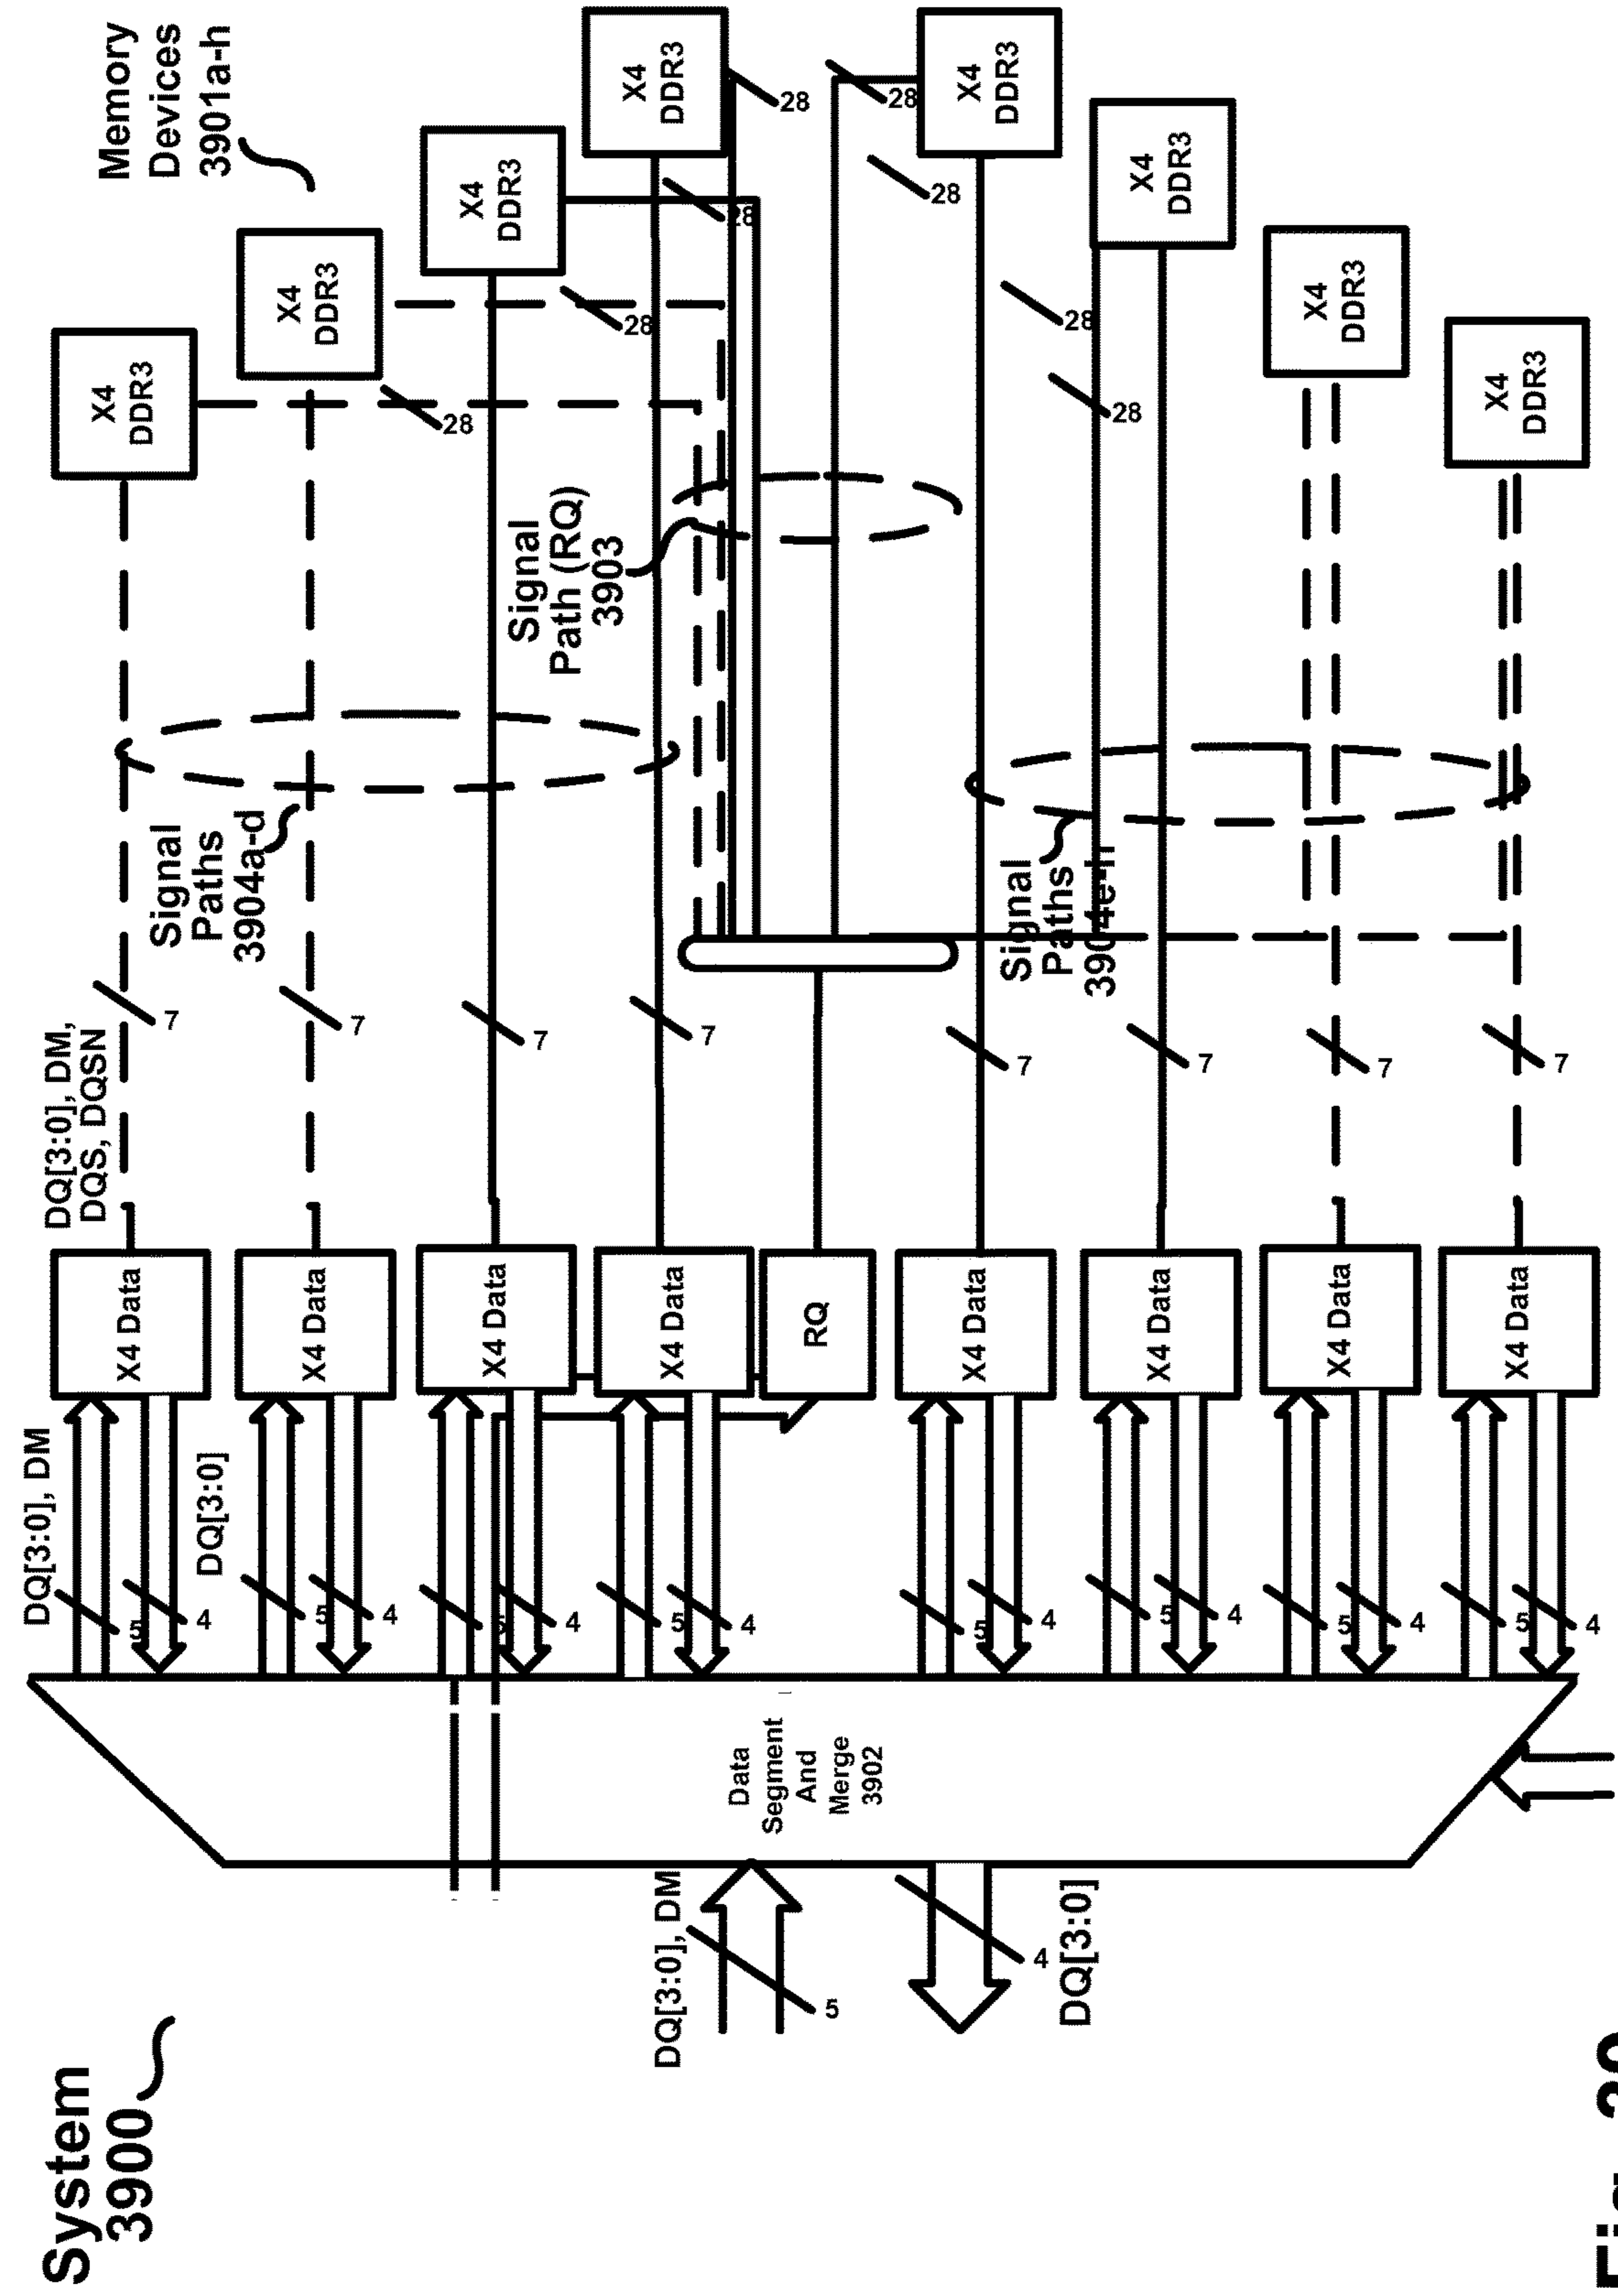 System
3900
DQ[3:0], DM
5
4
DQ[3:0]
Data
Segment
And
Merge
3902
DQ[3:0], DM
DQ[3:0]
5
4
5
4
5
4
5
4
5
4
5
4
5
4
5
4
X4 Data
X4 Data
X4 Data
X4 Data
RQ
X4 Data
X4 Data
X4 Data
X4 Data
DQ[3:0], DM,
DQS, DQSN
7
7
7
7
7
7
7
7
Signal
Paths
3904a-d
Signal
Path (RQ)
3903
Signal
Paths
3904e-h
28
28
28
28
28
28
28
28
Memory
Devices
3901a-h
X4
DDR3
X4
DDR3
X4
DDR3
X4
DDR3
X4
DDR3
X4
DDR3
X4
DDR3
X4
DDR3